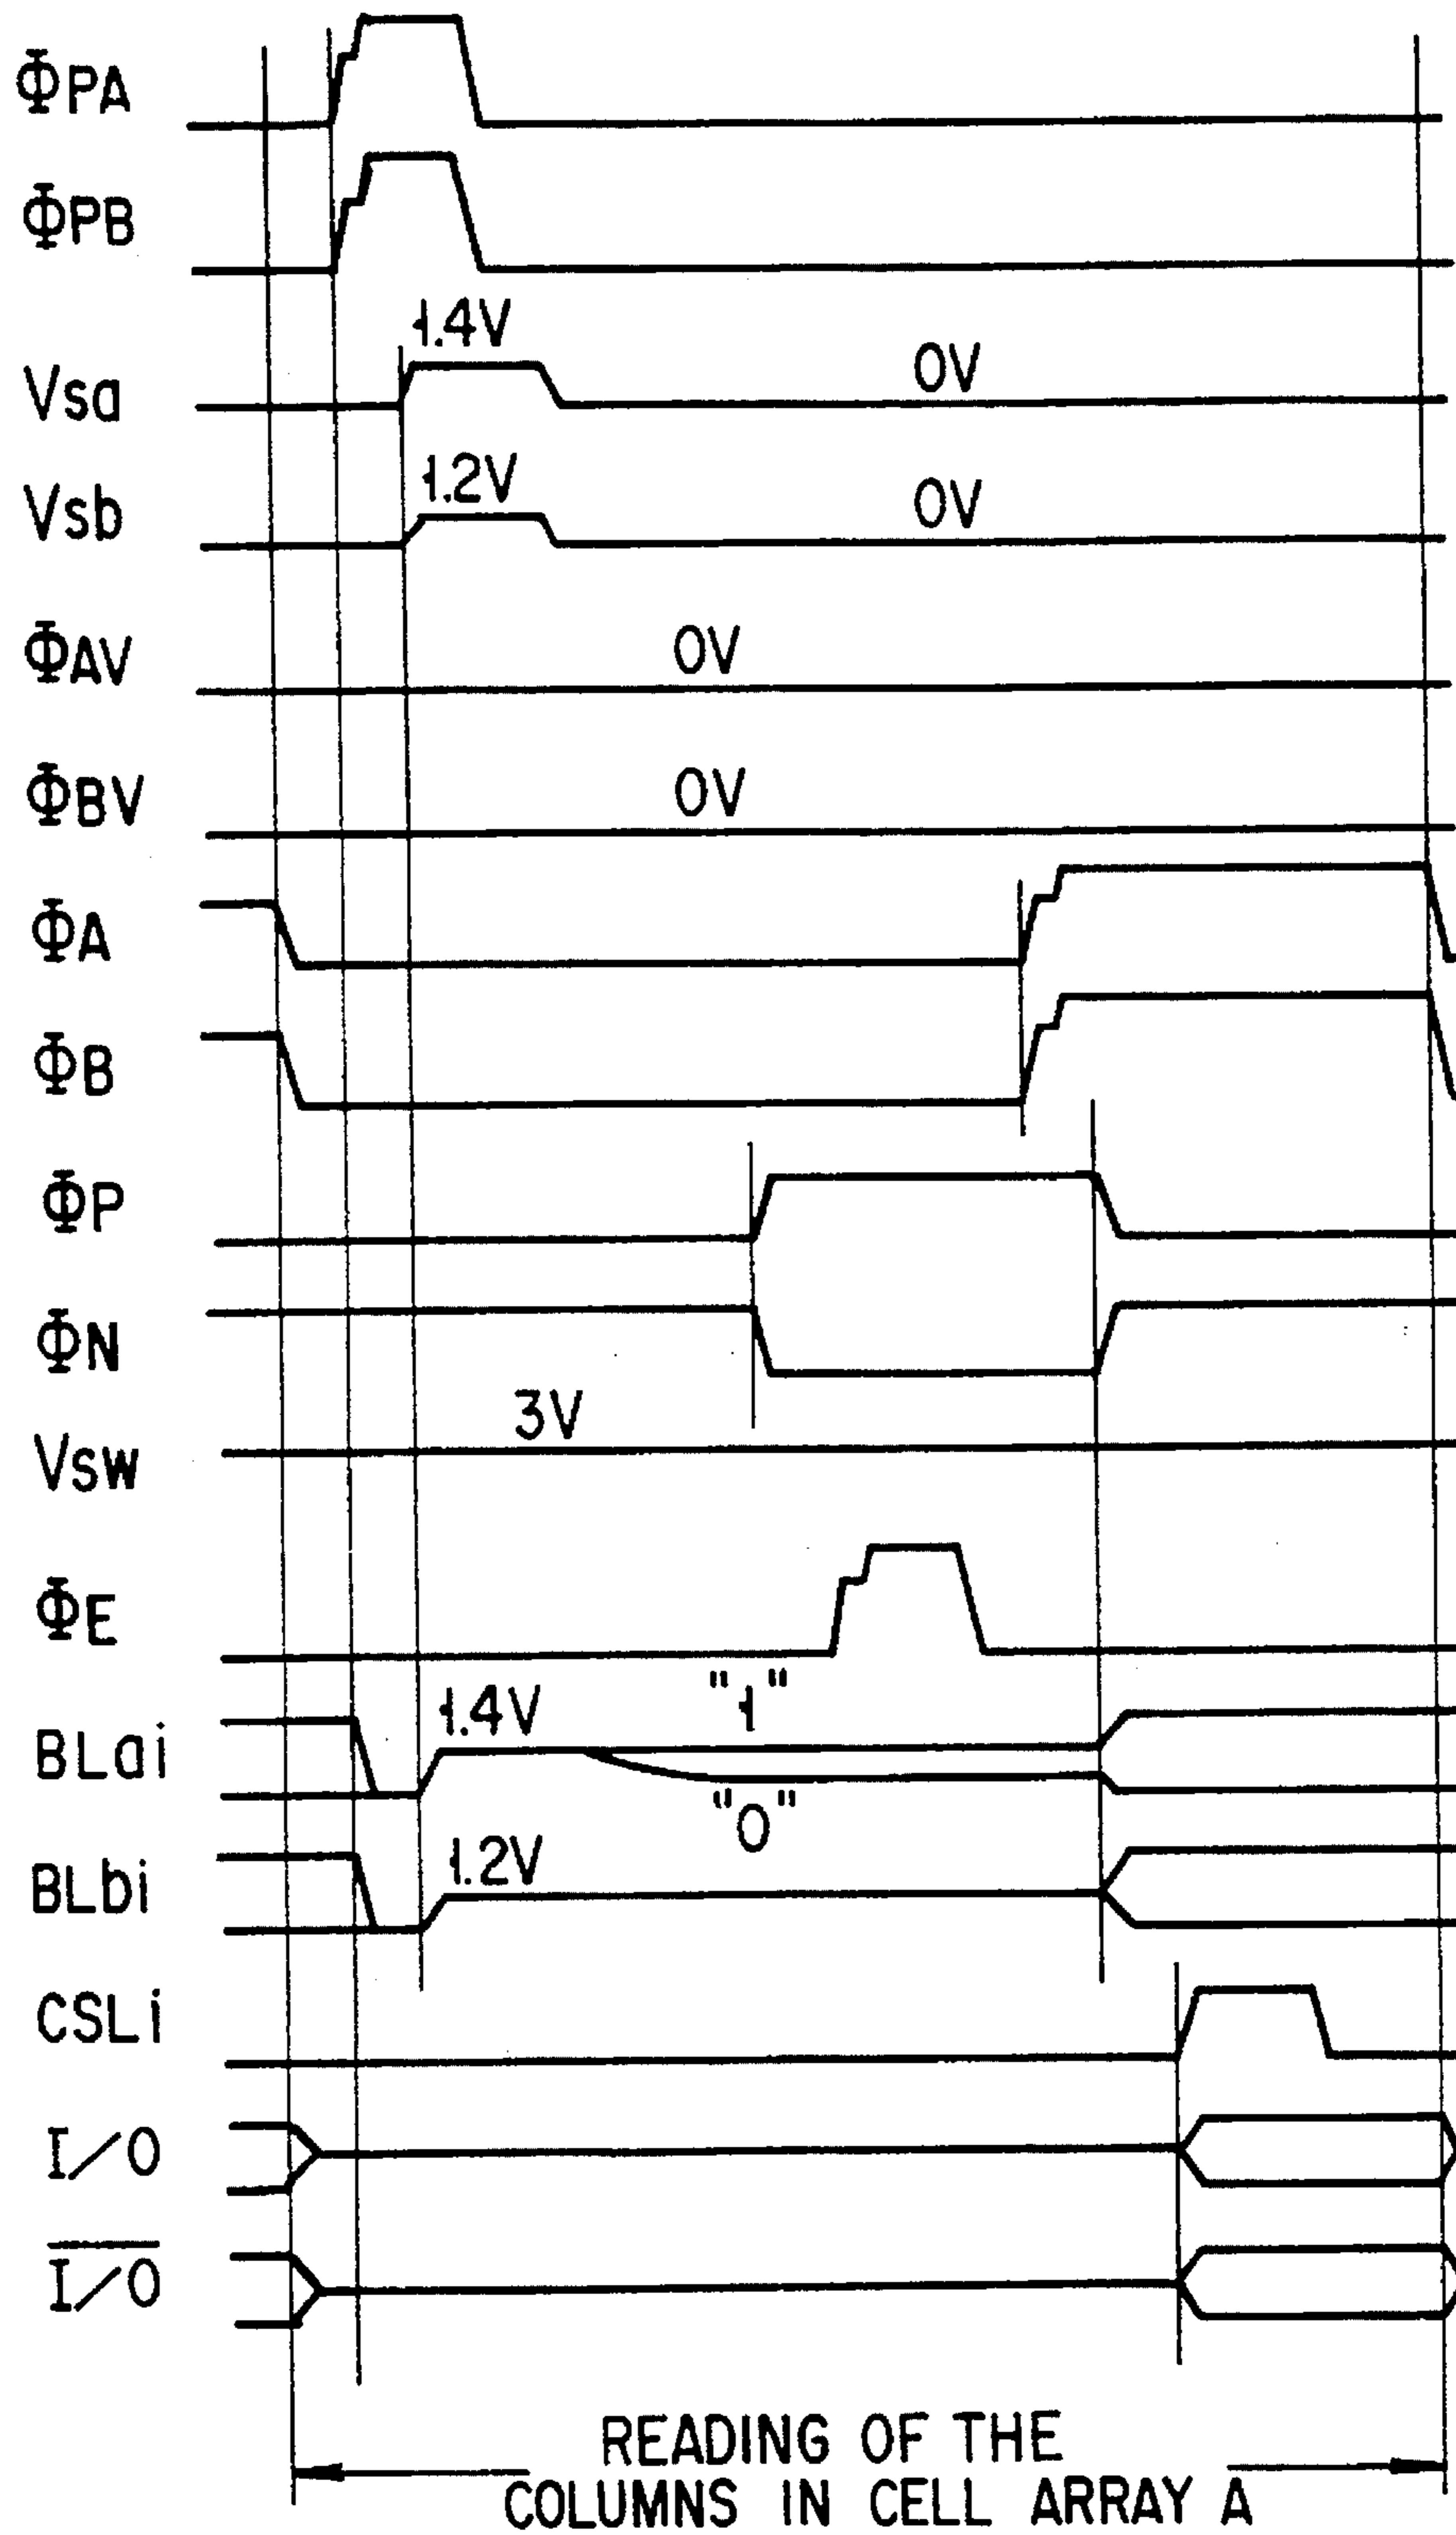 ΦPA
ΦPB
1.4V
Vsa 0V
1.2V
Vsb 0V
ΦAV 0V
ΦBV 0V
ΦA
ΦB
ΦP
ΦN
3V
Vsw
ΦE
"1"
1.4V
BLai
"0"
1.2V
BLbi
CSLi
I/O
I/O
READING OF THE
COLUMNS IN CELL ARRAY A